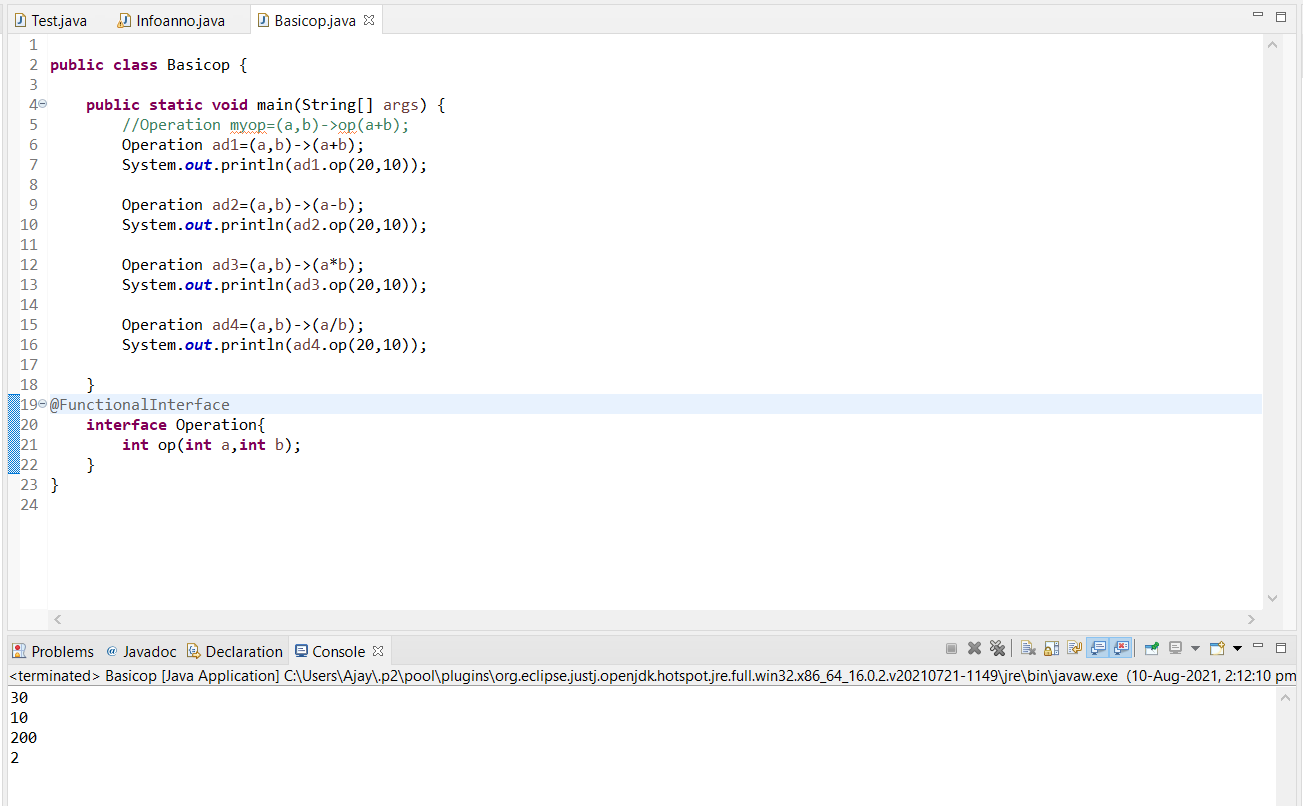 Test.java Infoanno.java Basicop.java
1
2 public class Basicop {
3
4 public static void main(String[] args) {
5 //Operation myop=(a,b)->op(a+b);
6 Operation ad1=(a,b)->(a+b);
7 System.out.println(ad1.op(20,10));
8
9 Operation ad2=(a,b)->(a-b);
10 System.out.println(ad2.op(20,10));
11
12 Operation ad3=(a,b)->(a*b);
13 System.out.println(ad3.op(20,10));
14
15 Operation ad4=(a,b)->(a/b);
16 System.out.println(ad4.op(20,10));
17
18 }
19 @FunctionalInterface
20 interface Operation{
21 int op(int a,int b);
22 }
23 }
24
Problems @ Javadoc Declaration Console
<terminated> Basicop [Java Application] C:\Users\Ajay\.p2\pool\plugins\org.eclipse.justj.openjdk.hotspot.jre.full.win32.x86_64_16.0.2.v20210721-1149\jre\bin\javaw.exe (10-Aug-2021, 2:12:10 pm
30
10
200
2